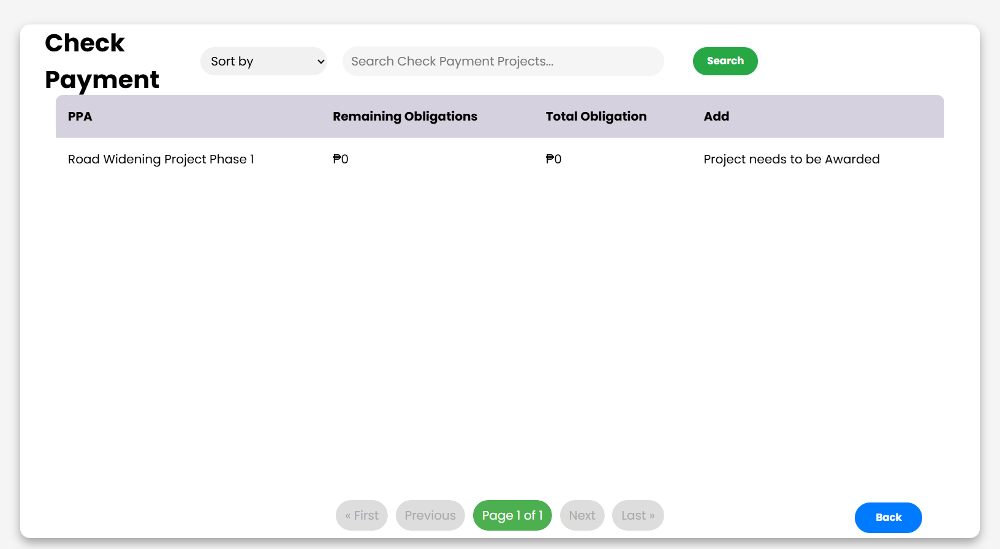 Check
Payment
Sort by
Search Check Payment Projects...
Search
PPA Remaining Obligations Total Obligation Add
Road Widening Project Phase 1 ₱0 ₱0 Project needs to be Awarded
« First Previous Page 1 of 1 Next Last »
Back